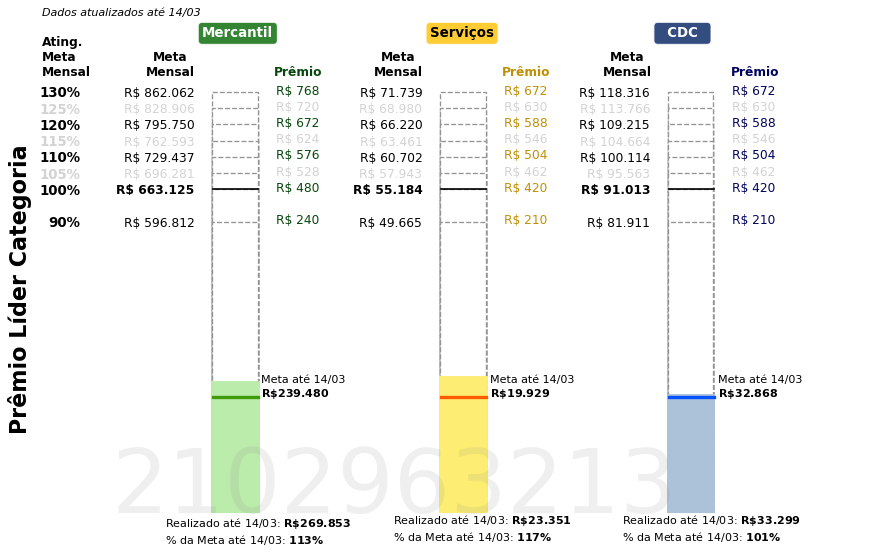 Dados atualizados até 14/03
Mercantil Serviços CDC
Ating.
Meta
Mensal
Meta
Mensal Prêmio Meta
Mensal Prêmio Meta
Mensal Prêmio
130% R$ 862.062 R$ 768 R$ 71.739 R$ 672 R$ 118.316 R$ 672
125% R$ 828.906 R$ 720 R$ 68.980 R$ 630 R$ 113.766 R$ 630
120% R$ 795.750 R$ 672 R$ 66.220 R$ 588 R$ 109.215 R$ 588
115% R$ 762.593 R$ 624 R$ 63.461 R$ 546 R$ 104.664 R$ 546
110% R$ 729.437 R$ 576 R$ 60.702 R$ 504 R$ 100.114 R$ 504
105% R$ 696.281 R$ 528 R$ 57.943 R$ 462 R$ 95.563 R$ 462
100% R$ 663.125 R$ 480 R$ 55.184 R$ 420 R$ 91.013 R$ 420
90% R$ 596.812 R$ 240 R$ 49.665 R$ 210 R$ 81.911 R$ 210
Prêmio Líder Categoria
Meta até 14/03 Meta até 14/03 Meta até 14/03
R$239.480 R$19.929 R$32.868
2102963213
Realizado até 14/03: R$269.853 Realizado até 14/03: R$23.351 Realizado até 14/03: R$33.299
% da Meta até 14/03: 113% % da Meta até 14/03: 117% % da Meta até 14/03: 101%